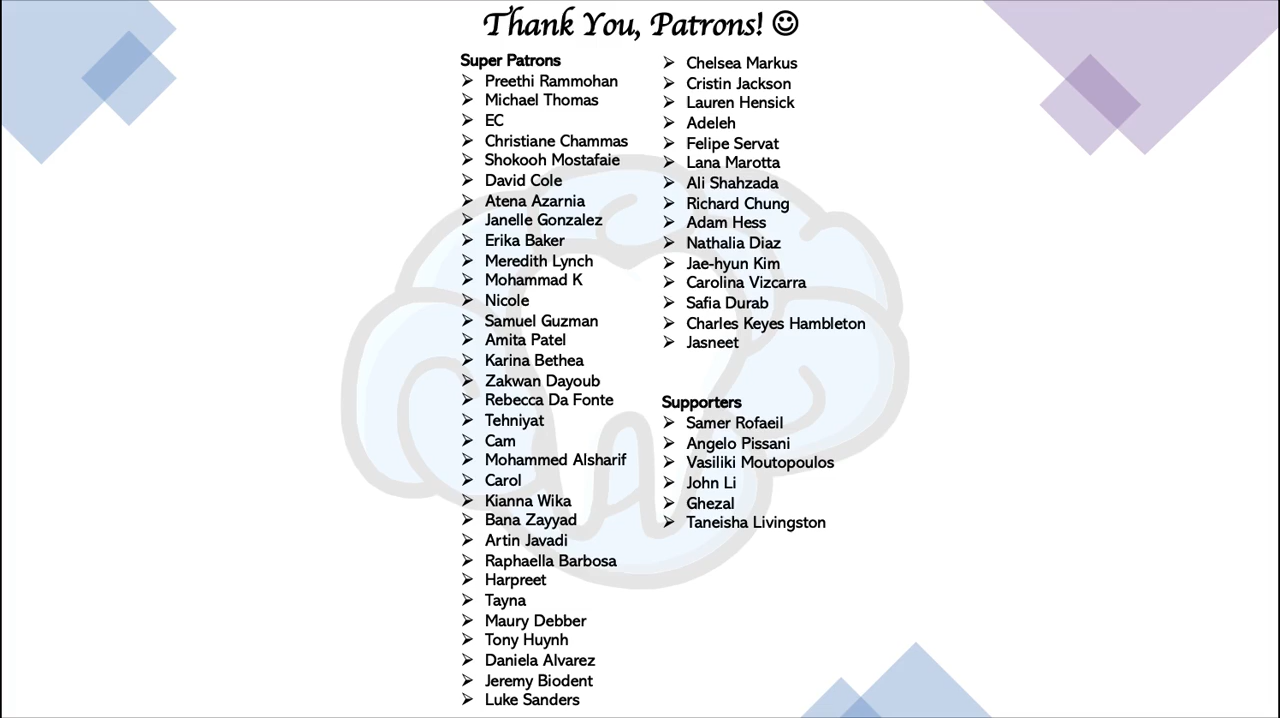 Thank You, Patrons! ☺
Super Patrons
➢ Preethi Rammohan
➢ Michael Thomas
➢ EC
➢ Christiane Chammas
➢ Shokooh Mostafaie
➢ David Cole
➢ Atena Azarnia
➢ Janelle Gonzalez
➢ Erika Baker
➢ Meredith Lynch
➢ Mohammad K
➢ Nicole
➢ Samuel Guzman
➢ Amita Patel
➢ Karina Bethea
➢ Zakwan Dayoub
➢ Rebecca Da Fonte
➢ Tehniyat
➢ Cam
➢ Mohammed Alsharif
➢ Carol
➢ Kianna Wika
➢ Bana Zayyad
➢ Artin Javadi
➢ Raphaella Barbosa
➢ Harpreet
➢ Tayna
➢ Maury Debber
➢ Tony Huynh
➢ Daniela Alvarez
➢ Jeremy Biodent
➢ Luke Sanders
➢ Chelsea Markus
➢ Cristin Jackson
➢ Lauren Hensick
➢ Adeleh
➢ Felipe Servat
➢ Lana Marotta
➢ Ali Shahzada
➢ Richard Chung
➢ Adam Hess
➢ Nathalia Diaz
➢ Jae-hyun Kim
➢ Carolina Vizcarra
➢ Safia Durab
➢ Charles Keyes Hambleton
➢ Jasneet
Supporters
➢ Samer Rofaeil
➢ Angelo Pissani
➢ Vasiliki Moutopoulos
➢ John Li
➢ Ghezal
➢ Taneisha Livingston